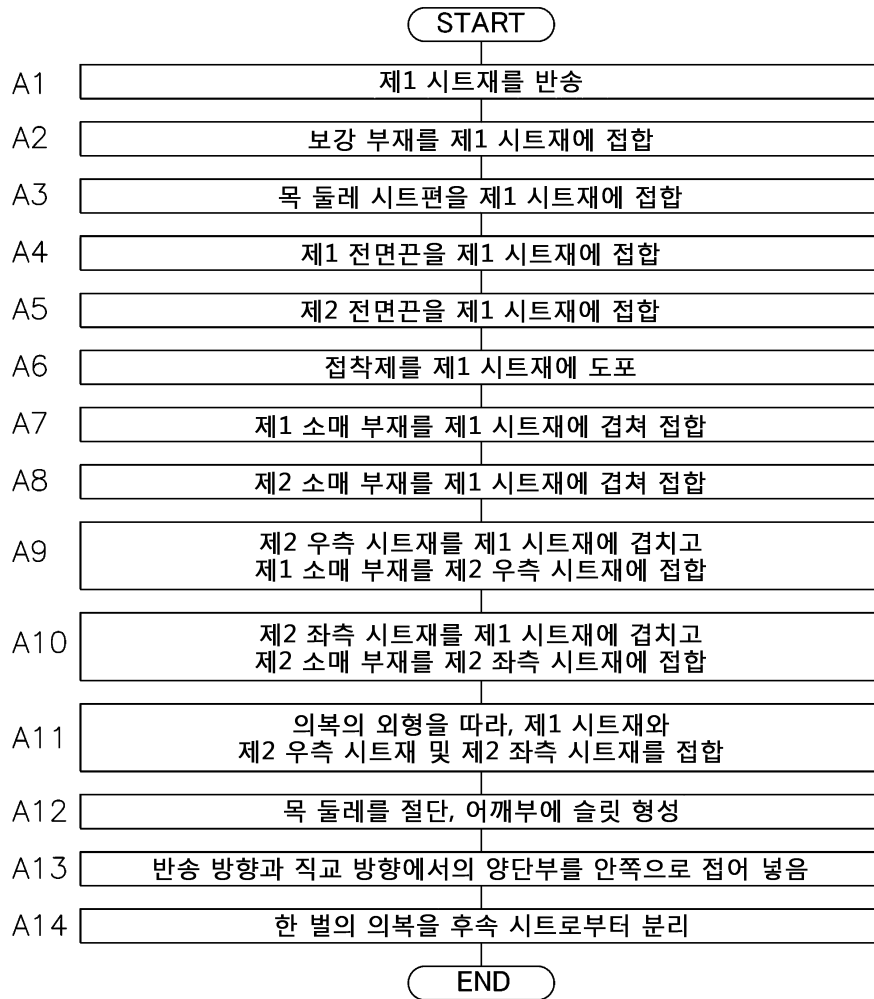 START
A1 제1 시트재를 반송
A2 보강 부재를 제1 시트재에 접합
A3 목 둘레 시트편을 제1 시트재에 접합
A4 제1 전면끈을 제1 시트재에 접합
A5 제2 전면끈을 제1 시트재에 접합
A6 접착제를 제1 시트재에 도포
A7 제1 소매 부재를 제1 시트재에 겹쳐 접합
A8 제2 소매 부재를 제1 시트재에 겹쳐 접합
A9 제2 우측 시트재를 제1 시트재에 겹치고
제1 소매 부재를 제2 우측 시트재에 접합
A10 제2 좌측 시트재를 제1 시트재에 겹치고
제2 소매 부재를 제2 좌측 시트재에 접합
A11 의복의 외형을 따라, 제1 시트재와
제2 우측 시트재 및 제2 좌측 시트재를 접합
A12 목 둘레를 절단, 어깨부에 슬릿 형성
A13 반송 방향과 직교 방향에서의 양단부를 안쪽으로 접어 넣음
A14 한 벌의 의복을 후속 시트로부터 분리
END